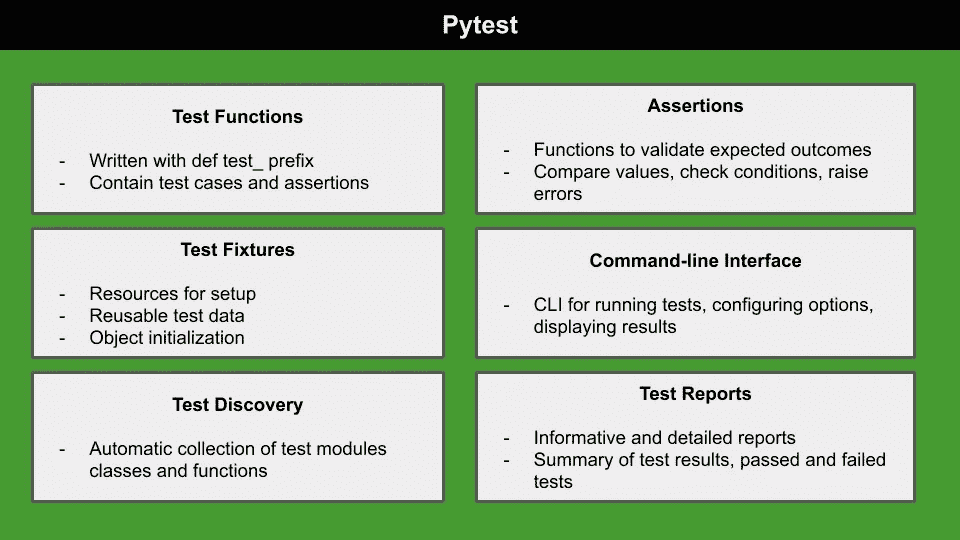 Pytest
Test Functions
- Written with def test_ prefix
- Contain test cases and assertions
Assertions
- Functions to validate expected outcomes
- Compare values, check conditions, raise
errors
Test Fixtures
- Resources for setup
- Reusable test data
- Object initialization
Command-line Interface
- CLI for running tests, configuring options,
displaying results
Test Discovery
- Automatic collection of test modules
classes and functions
Test Reports
- Informative and detailed reports
- Summary of test results, passed and failed
tests